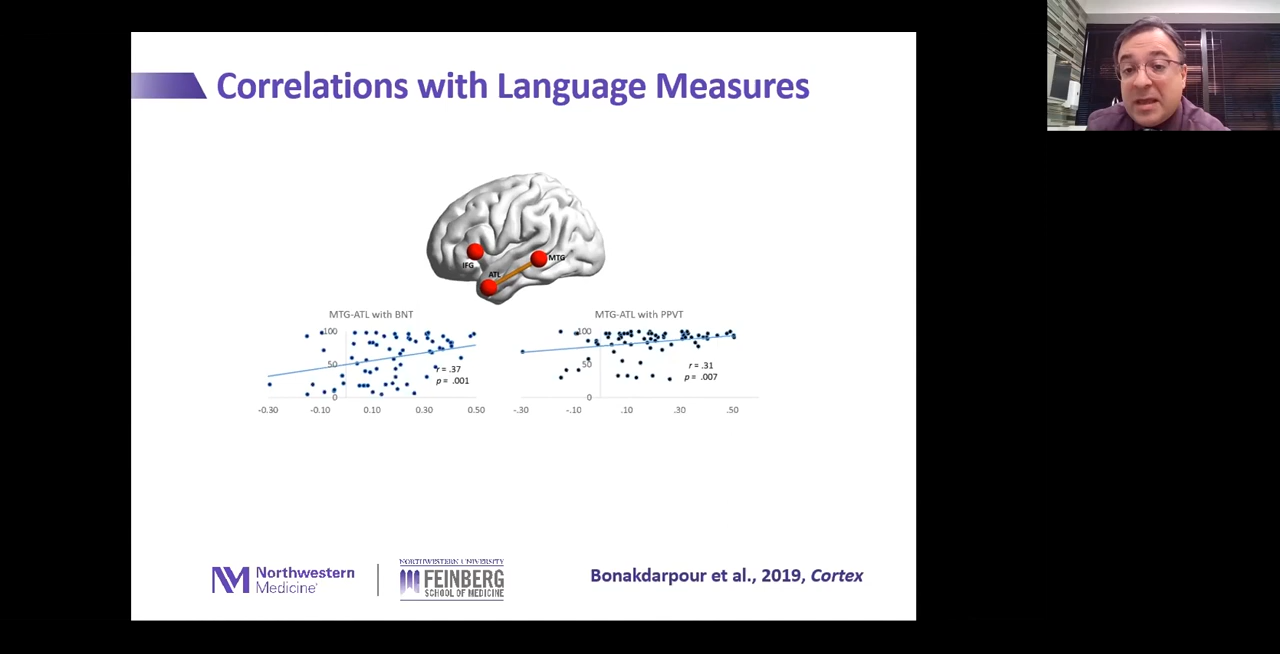 Correlations with Language Measures
IFG
ATL
MTG
MTG-ATL with BNT
100
50
0
r = .37
p = .001
-0.30 -0.10 0.10 0.30 0.50
MTG-ATL with PPVT
100
50
0
r = .31
p = .007
-.30 -.10 .10 .30 .50
Northwestern
Medicine
NORTHWESTERN UNIVERSITY
FEINBERG
SCHOOL OF MEDICINE
Bonakdarpour et al., 2019, Cortex